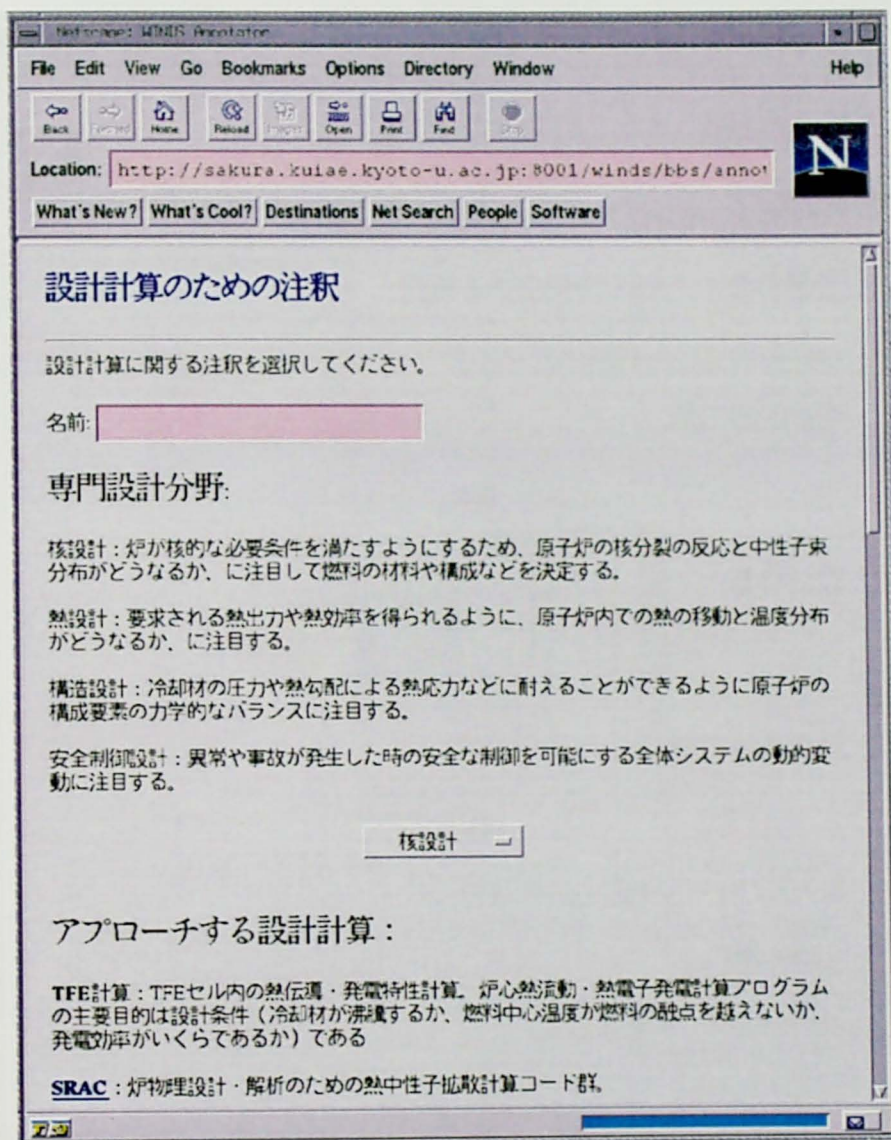 Netscape: WINDS Annotator
File Edit View Go Bookmarks Options Directory Window Help
Back Forward Home Reload Images Open Print Find Stop
Location: http://sakura.kuiae.kyoto-u.ac.jp:8001/winds/bbs/annot
N
What's New? What's Cool? Destinations Net Search People Software
設計計算のための注釈
設計計算に関する注釈を選択してください。
名前:
専門設計分野:
核設計：炉が核的な必要条件を満たすようにするため、原子炉の核分裂の反応と中性子束
分布がどうなるか、に注目して燃料の材料や構成などを決定する。
熱設計：要求される熱出力や熱効率を得られるように、原子炉内での熱の移動と温度分布
がどうなるか、に注目する。
構造設計：冷却材の圧力や熱勾配による熱応力などに耐えることができるように原子炉の
構成要素の力学的なバランスに注目する。
安全制御設計：異常や事故が発生した時の安全な制御を可能にする全体システムの動的変
動に注目する。
核設計
アプローチする設計計算：
TFE計算：TFEセル内の熱伝導・発電特性計算。炉心熱流動・熱電子発電計算プログラム
の主要目的は設計条件（冷却材が沸騰するか、燃料中心温度が燃料の融点を越えないか、
発電効率がいくらであるか）である
SRAC：炉物理設計・解析のための熱中性子拡散計算コード群。